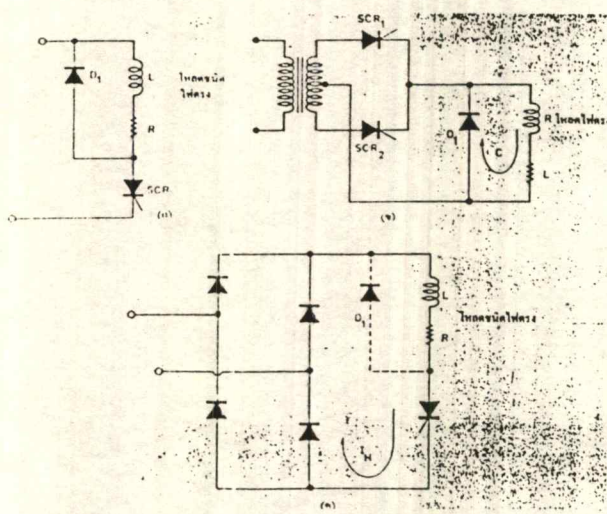 D₁
L
R
SCR
โหลดชนิด
ไฟตรง
(ก)
SCR₁
SCR₂
D₁
C
R โหลดไฟตรง
L
(ข)
D₁
L
R
โหลดชนิดไฟตรง
I_H
(ค)